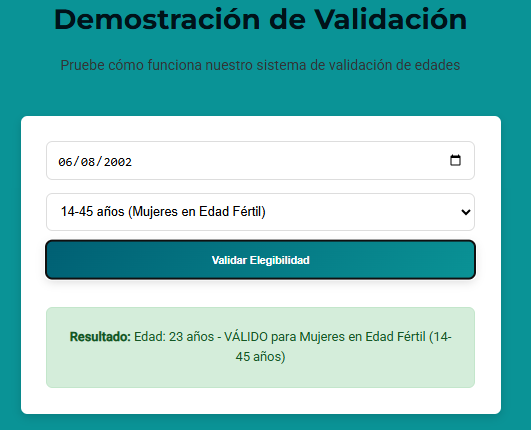 Demostración de Validación
Pruebe cómo funciona nuestro sistema de validación de edades
06/08/2002
14-45 años (Mujeres en Edad Fértil)
Validar Elegibilidad
Resultado: Edad: 23 años - VÁLIDO para Mujeres en Edad Fértil (14-
45 años)